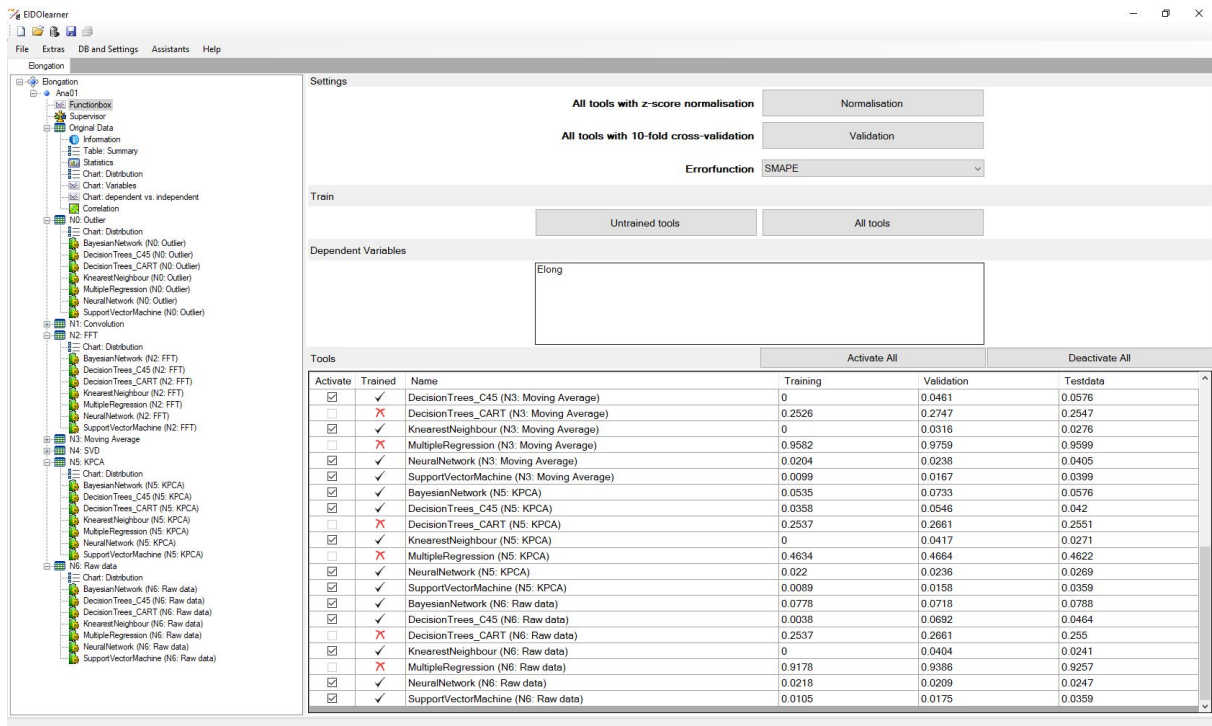 EIDOlearner
File Extras DB and Settings Assistants Help
Elongation
Elongation
Ana01
Functionbox
Supervisor
Original Data
Information
Table: Summary
Statistics
Chart: Distribution
Chart: Variables
Chart: dependent vs. independent
Correlation
N0: Outlier
Chart: Distribution
BayesianNetwork (N0: Outlier)
DecisionTrees_C45 (N0: Outlier)
DecisionTrees_CART (N0: Outlier)
KnearestNeighbour (N0: Outlier)
MultipleRegression (N0: Outlier)
NeuralNetwork (N0: Outlier)
SupportVectorMachine (N0: Outlier)
N1: Convolution
N2: FFT
Chart: Distribution
BayesianNetwork (N2: FFT)
DecisionTrees_C45 (N2: FFT)
DecisionTrees_CART (N2: FFT)
KnearestNeighbour (N2: FFT)
MultipleRegression (N2: FFT)
NeuralNetwork (N2: FFT)
SupportVectorMachine (N2: FFT)
N3: Moving Average
N4: SVD
N5: KPCA
Chart: Distribution
BayesianNetwork (N5: KPCA)
DecisionTrees_C45 (N5: KPCA)
DecisionTrees_CART (N5: KPCA)
KnearestNeighbour (N5: KPCA)
MultipleRegression (N5: KPCA)
NeuralNetwork (N5: KPCA)
SupportVectorMachine (N5: KPCA)
N6: Raw data
Chart: Distribution
BayesianNetwork (N6: Raw data)
DecisionTrees_C45 (N6: Raw data)
DecisionTrees_CART (N6: Raw data)
KnearestNeighbour (N6: Raw data)
MultipleRegression (N6: Raw data)
NeuralNetwork (N6: Raw data)
SupportVectorMachine (N6: Raw data)
Settings
All tools with z-score normalisation Normalisation
All tools with 10-fold cross-validation Validation
Errorfunction SMAPE
Train
Untrained tools All tools
Dependent Variables
Elong
Tools Activate All Deactivate All
Activate Trained Name Training Validation Testdata
DecisionTrees_C45 (N3: Moving Average) 0 0.0461 0.0576
DecisionTrees_CART (N3: Moving Average) 0.2526 0.2747 0.2547
KnearestNeighbour (N3: Moving Average) 0 0.0316 0.0276
MultipleRegression (N3: Moving Average) 0.9582 0.9759 0.9599
NeuralNetwork (N3: Moving Average) 0.0204 0.0238 0.0405
SupportVectorMachine (N3: Moving Average) 0.0099 0.0167 0.0399
BayesianNetwork (N5: KPCA) 0.0535 0.0733 0.0576
DecisionTrees_C45 (N5: KPCA) 0.0358 0.0546 0.042
DecisionTrees_CART (N5: KPCA) 0.2537 0.2661 0.2551
KnearestNeighbour (N5: KPCA) 0 0.0417 0.0271
MultipleRegression (N5: KPCA) 0.4634 0.4664 0.4622
NeuralNetwork (N5: KPCA) 0.022 0.0236 0.0269
SupportVectorMachine (N5: KPCA) 0.0089 0.0158 0.0359
BayesianNetwork (N6: Raw data) 0.0778 0.0718 0.0788
DecisionTrees_C45 (N6: Raw data) 0.0038 0.0692 0.0464
DecisionTrees_CART (N6: Raw data) 0.2537 0.2661 0.255
KnearestNeighbour (N6: Raw data) 0 0.0404 0.0241
MultipleRegression (N6: Raw data) 0.9178 0.9386 0.9257
NeuralNetwork (N6: Raw data) 0.0218 0.0209 0.0247
SupportVectorMachine (N6: Raw data) 0.0105 0.0175 0.0359